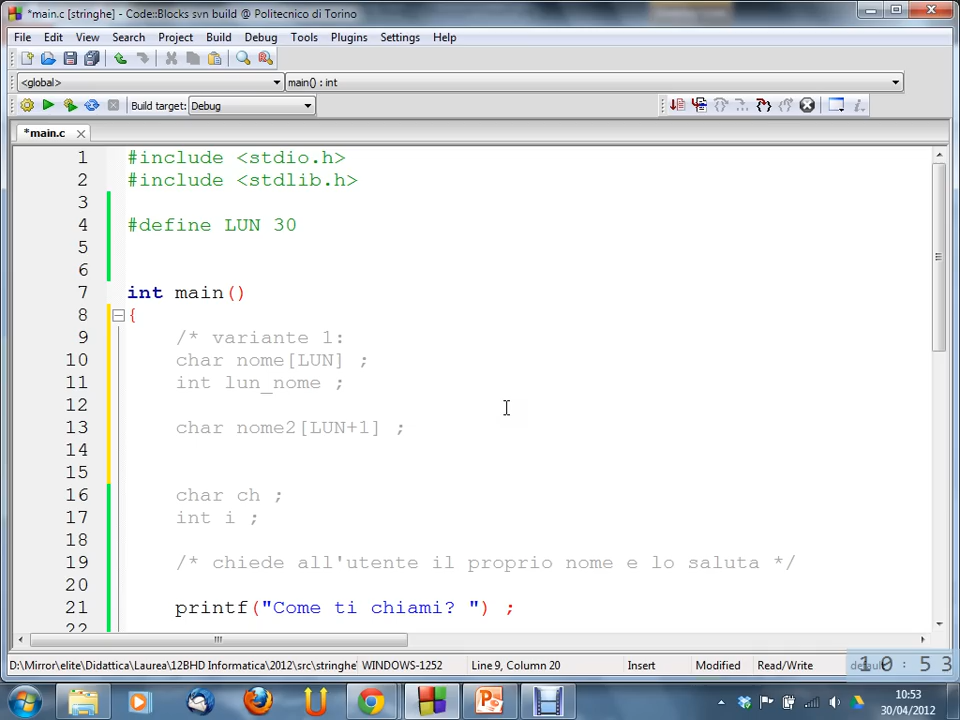 *main.c [stringhe] - Code::Blocks svn build @ Politecnico di Torino
File Edit View Search Project Build Debug Tools Plugins Settings Help
<global> main() : int
Build target: Debug
*main.c
1 #include <stdio.h>
2 #include <stdlib.h>
3
4 #define LUN 30
5
6
7 int main()
8 {
9 /* variante 1:
10 char nome[LUN] ;
11 int lun_nome ;
12
13 char nome2[LUN+1] ;
14
15
16 char ch ;
17 int i ;
18
19 /* chiede all'utente il proprio nome e lo saluta */
20
21 printf("Come ti chiami? ") ;
22
D:\Mirror\elite\Didattica\Laurea\12BHD Informatica\2012\src\stringhe\ WINDOWS-1252 Line 9, Column 20 Insert Modified Read/Write
10:53
10:53
30/04/2012